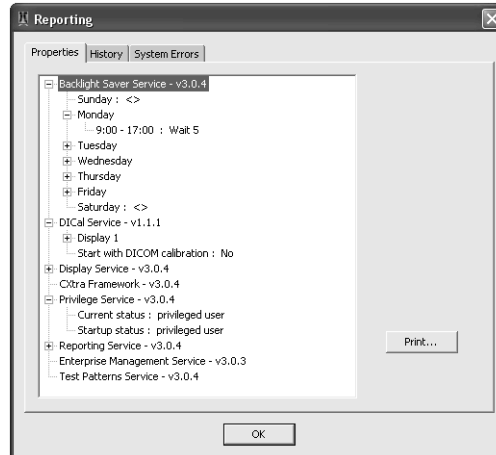 Reporting
Properties History System Errors
Backlight Saver Service - v3.0.4
Sunday : <>
Monday
9:00 - 17:00 : Wait 5
Tuesday
Wednesday
Thursday
Friday
Saturday : <>
DICal Service - v1.1.1
Display 1
Start with DICOM calibration : No
Display Service - v3.0.4
CXtra Framework - v3.0.4
Privilege Service - v3.0.4
Current status : privileged user
Startup status : privileged user
Reporting Service - v3.0.4
Enterprise Management Service - v3.0.3
Test Patterns Service - v3.0.4
Print...
OK